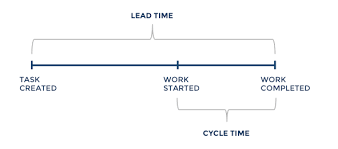 LEAD TIME
TASK
CREATED
WORK
STARTED
WORK
COMPLETED
CYCLE TIME